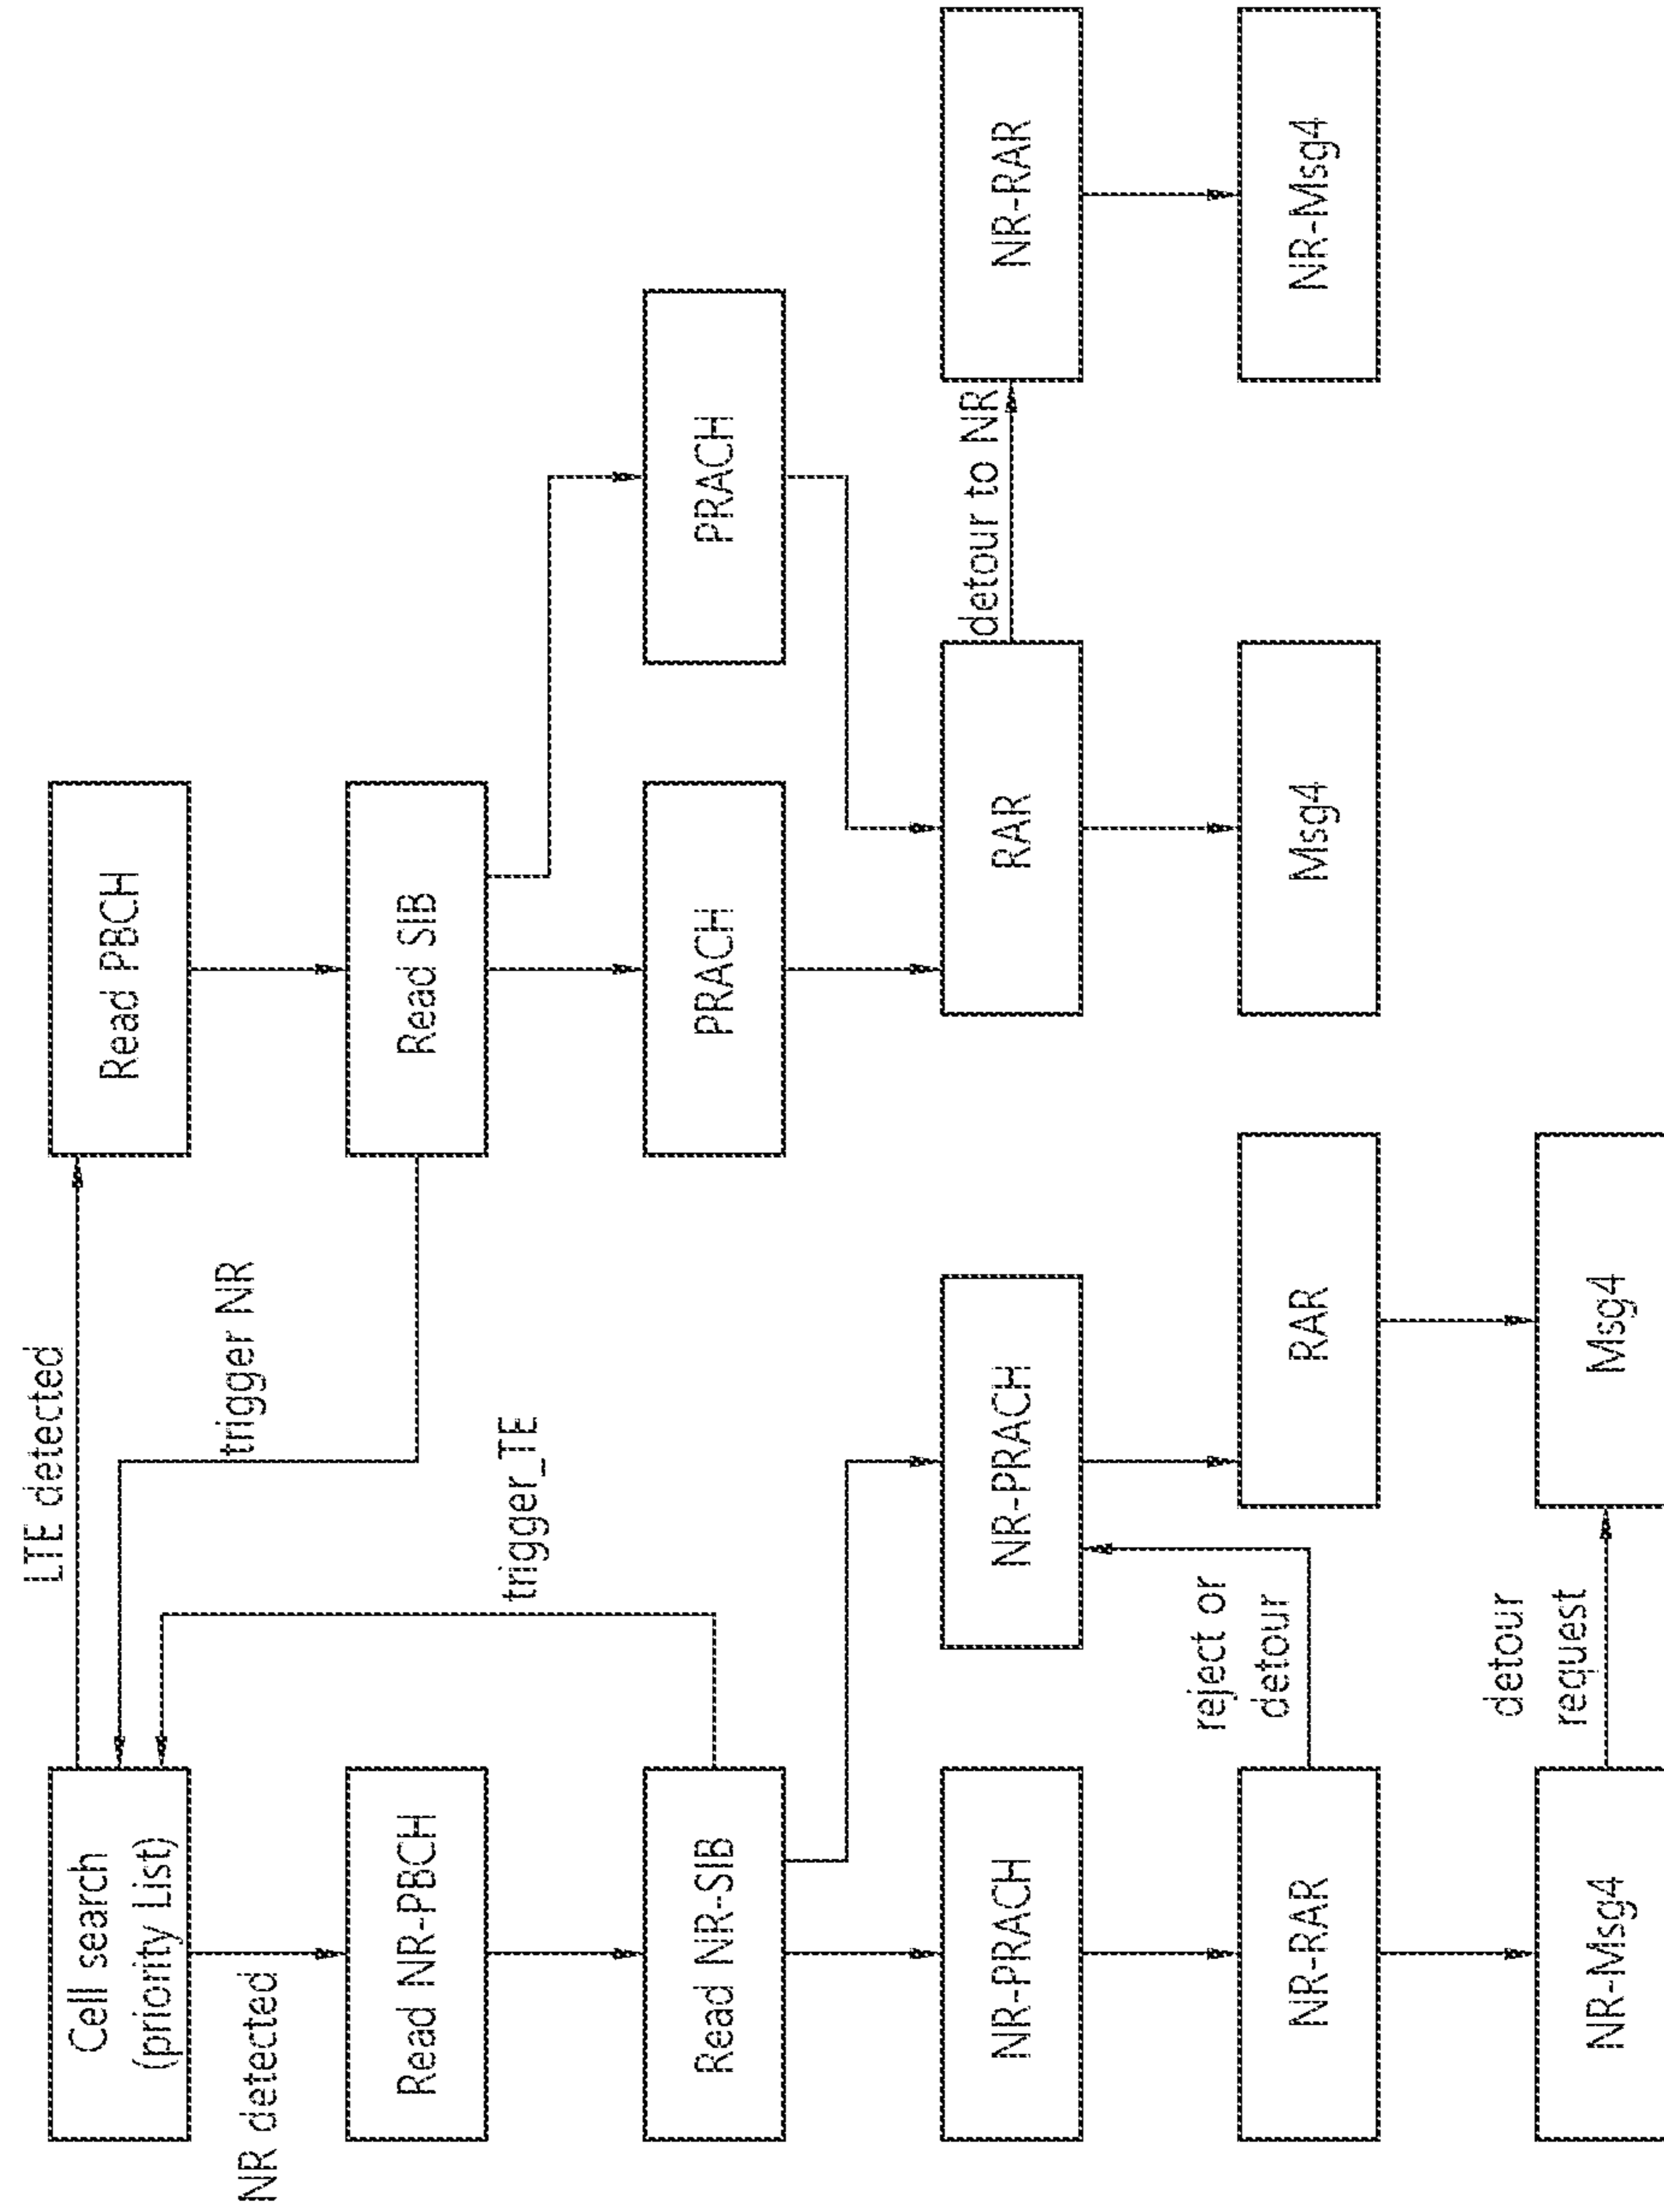 LTE detected
Cell search
(priority List)
Read PBCH
trigger NR
NR detected
Read NR-PBCH
Read SIB
trigger_TE
Read NR-SIB
PRACH
PRACH
NR-PRACH
NR-PRACH
RAR
detour to NR
NR-RAR
reject or
detour
NR-RAR
RAR
Msg4
NR-Msg4
detour
request
NR-Msg4
Msg4